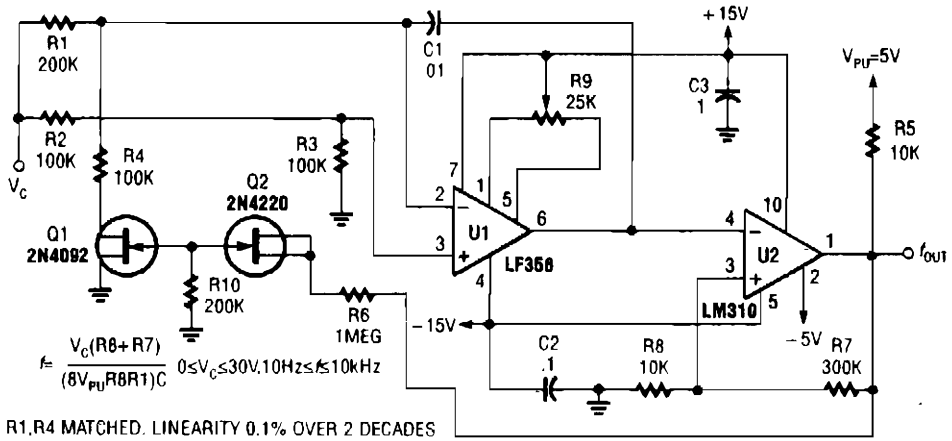 +15V
V_PU=5V
R1
200K
C1
01
R9
25K
C3
1
R5
10K
R2
100K
R3
100K
R4
100K
V_C
Q2
2N4220
Q1
2N4092
R10
200K
R6
1MEG
7
1
5
2
6
3
4
U1
LF356
10
4
1
3
2
5
U2
LM310
f_OUT
−15V
−5V
C2
.1
R8
10K
R7
300K
f= V_C(R8+R7)
(8V_PUR8R1)C
0≤V_C≤30V,10Hz≤f≤10kHz
R1,R4 MATCHED. LINEARITY 0.1% OVER 2 DECADES